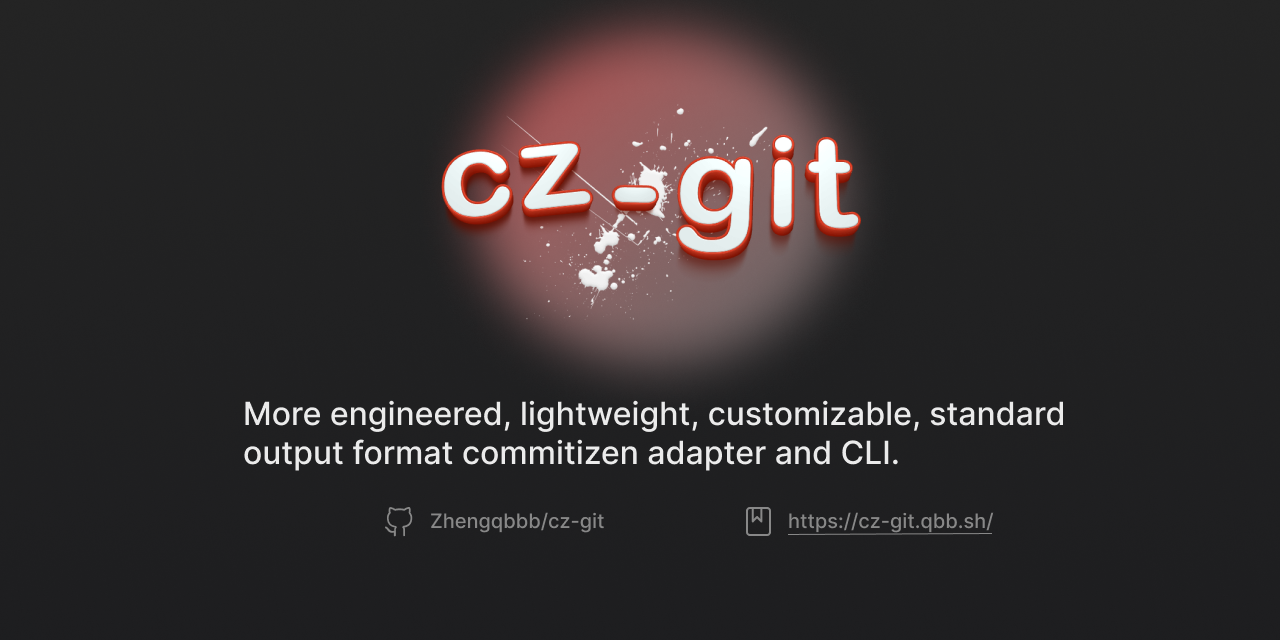 cz-git
More engineered, lightweight, customizable, standard
output format commitizen adapter and CLI.
Zhengqbbb/cz-git
https://cz-git.qbb.sh/